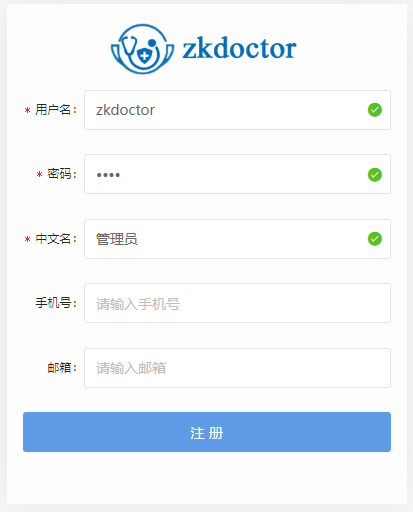 zkdoctor
* 用户名: zkdoctor
* 密码: ••••
* 中文名: 管理员
手机号: 请输入手机号
邮箱: 请输入邮箱
注 册